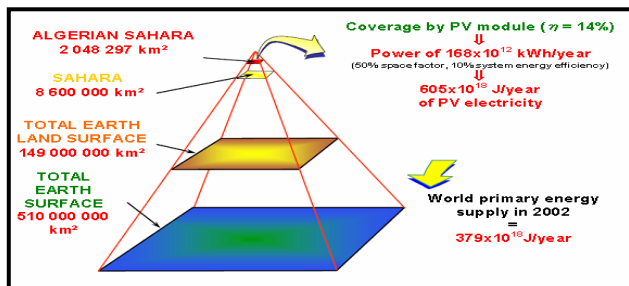 ALGERIAN SAHARA
2 048 297 km²
SAHARA
8 600 000 km²
TOTAL EARTH
LAND SURFACE
149 000 000 km²
TOTAL
EARTH
SURFACE
510 000 000
km²
Coverage by PV module (η = 14%)
⇓
Power of 168x10¹² kWh/year
(50% space factor, 10% system energy efficiency)
⇓
605x10¹⁸ J/year
of PV electricity
World primary energy
supply in 2002
=
379x10¹⁸J/year